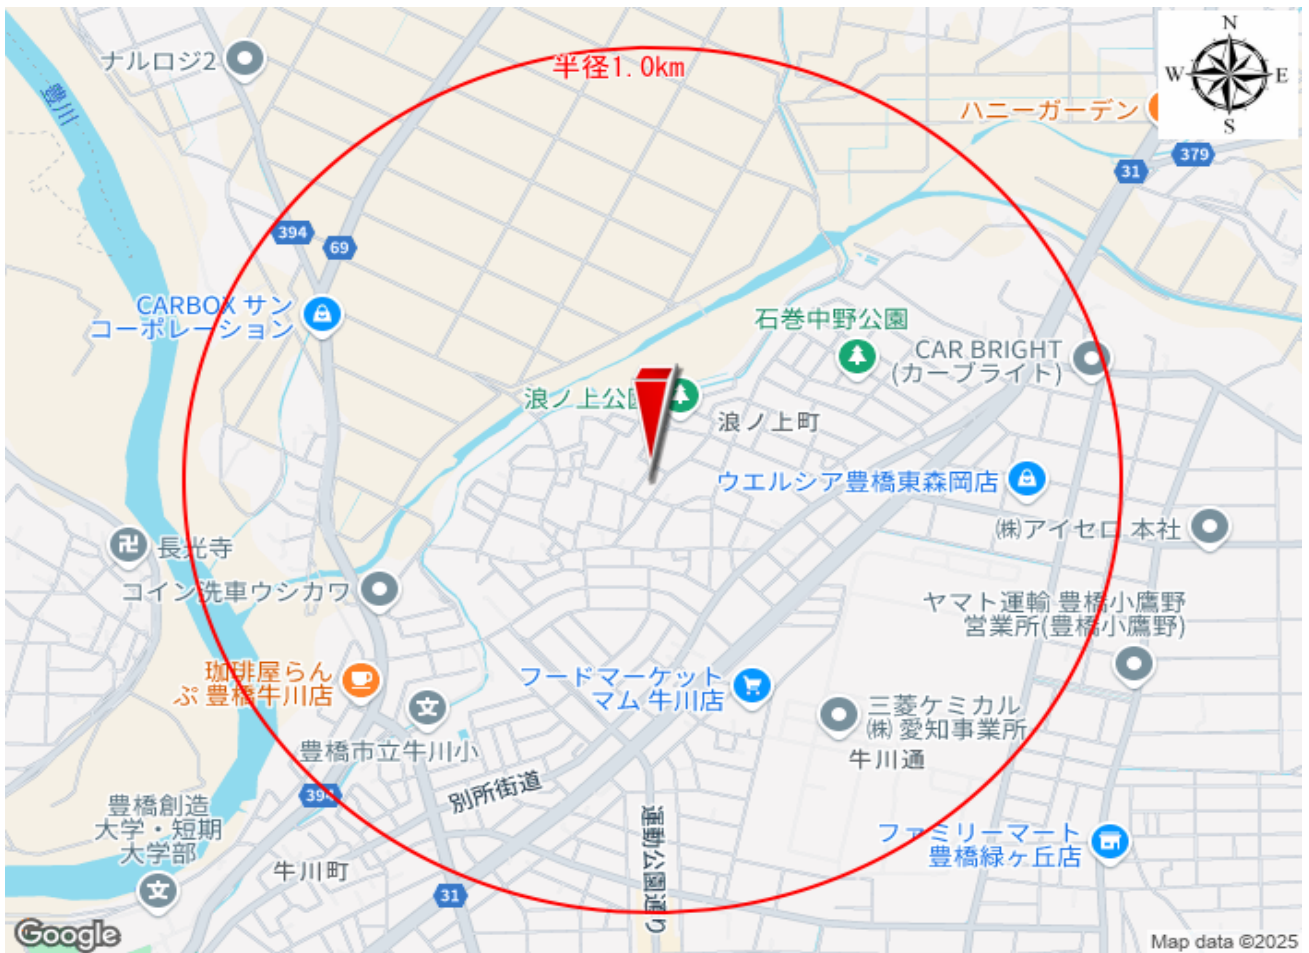 ナルロジ2
半径1.0km
N
W
E
S
豊川
ハニーガーデン
379
31
394
69
CARBOX サン
コーポレーション
石巻中野公園
CAR BRIGHT
(カーブライト)
浪ノ上公
浪ノ上町
ウエルシア豊橋東森岡店
㈱アイセロ 本社
長光寺
コイン洗車ウシカワ
ヤマト運輸 豊橋小鷹野
営業所(豊橋小鷹野)
珈琲屋らん
ぷ 豊橋牛川店
フードマーケット
マム 牛川店
三菱ケミカル
㈱ 愛知事業所
豊橋市立牛川小
牛川通
別所街道
394
豊橋創造
大学・短期
大学部
運動公園通り
ファミリーマート
豊橋緑ヶ丘店
牛川町
31
Google
Map data ©2025